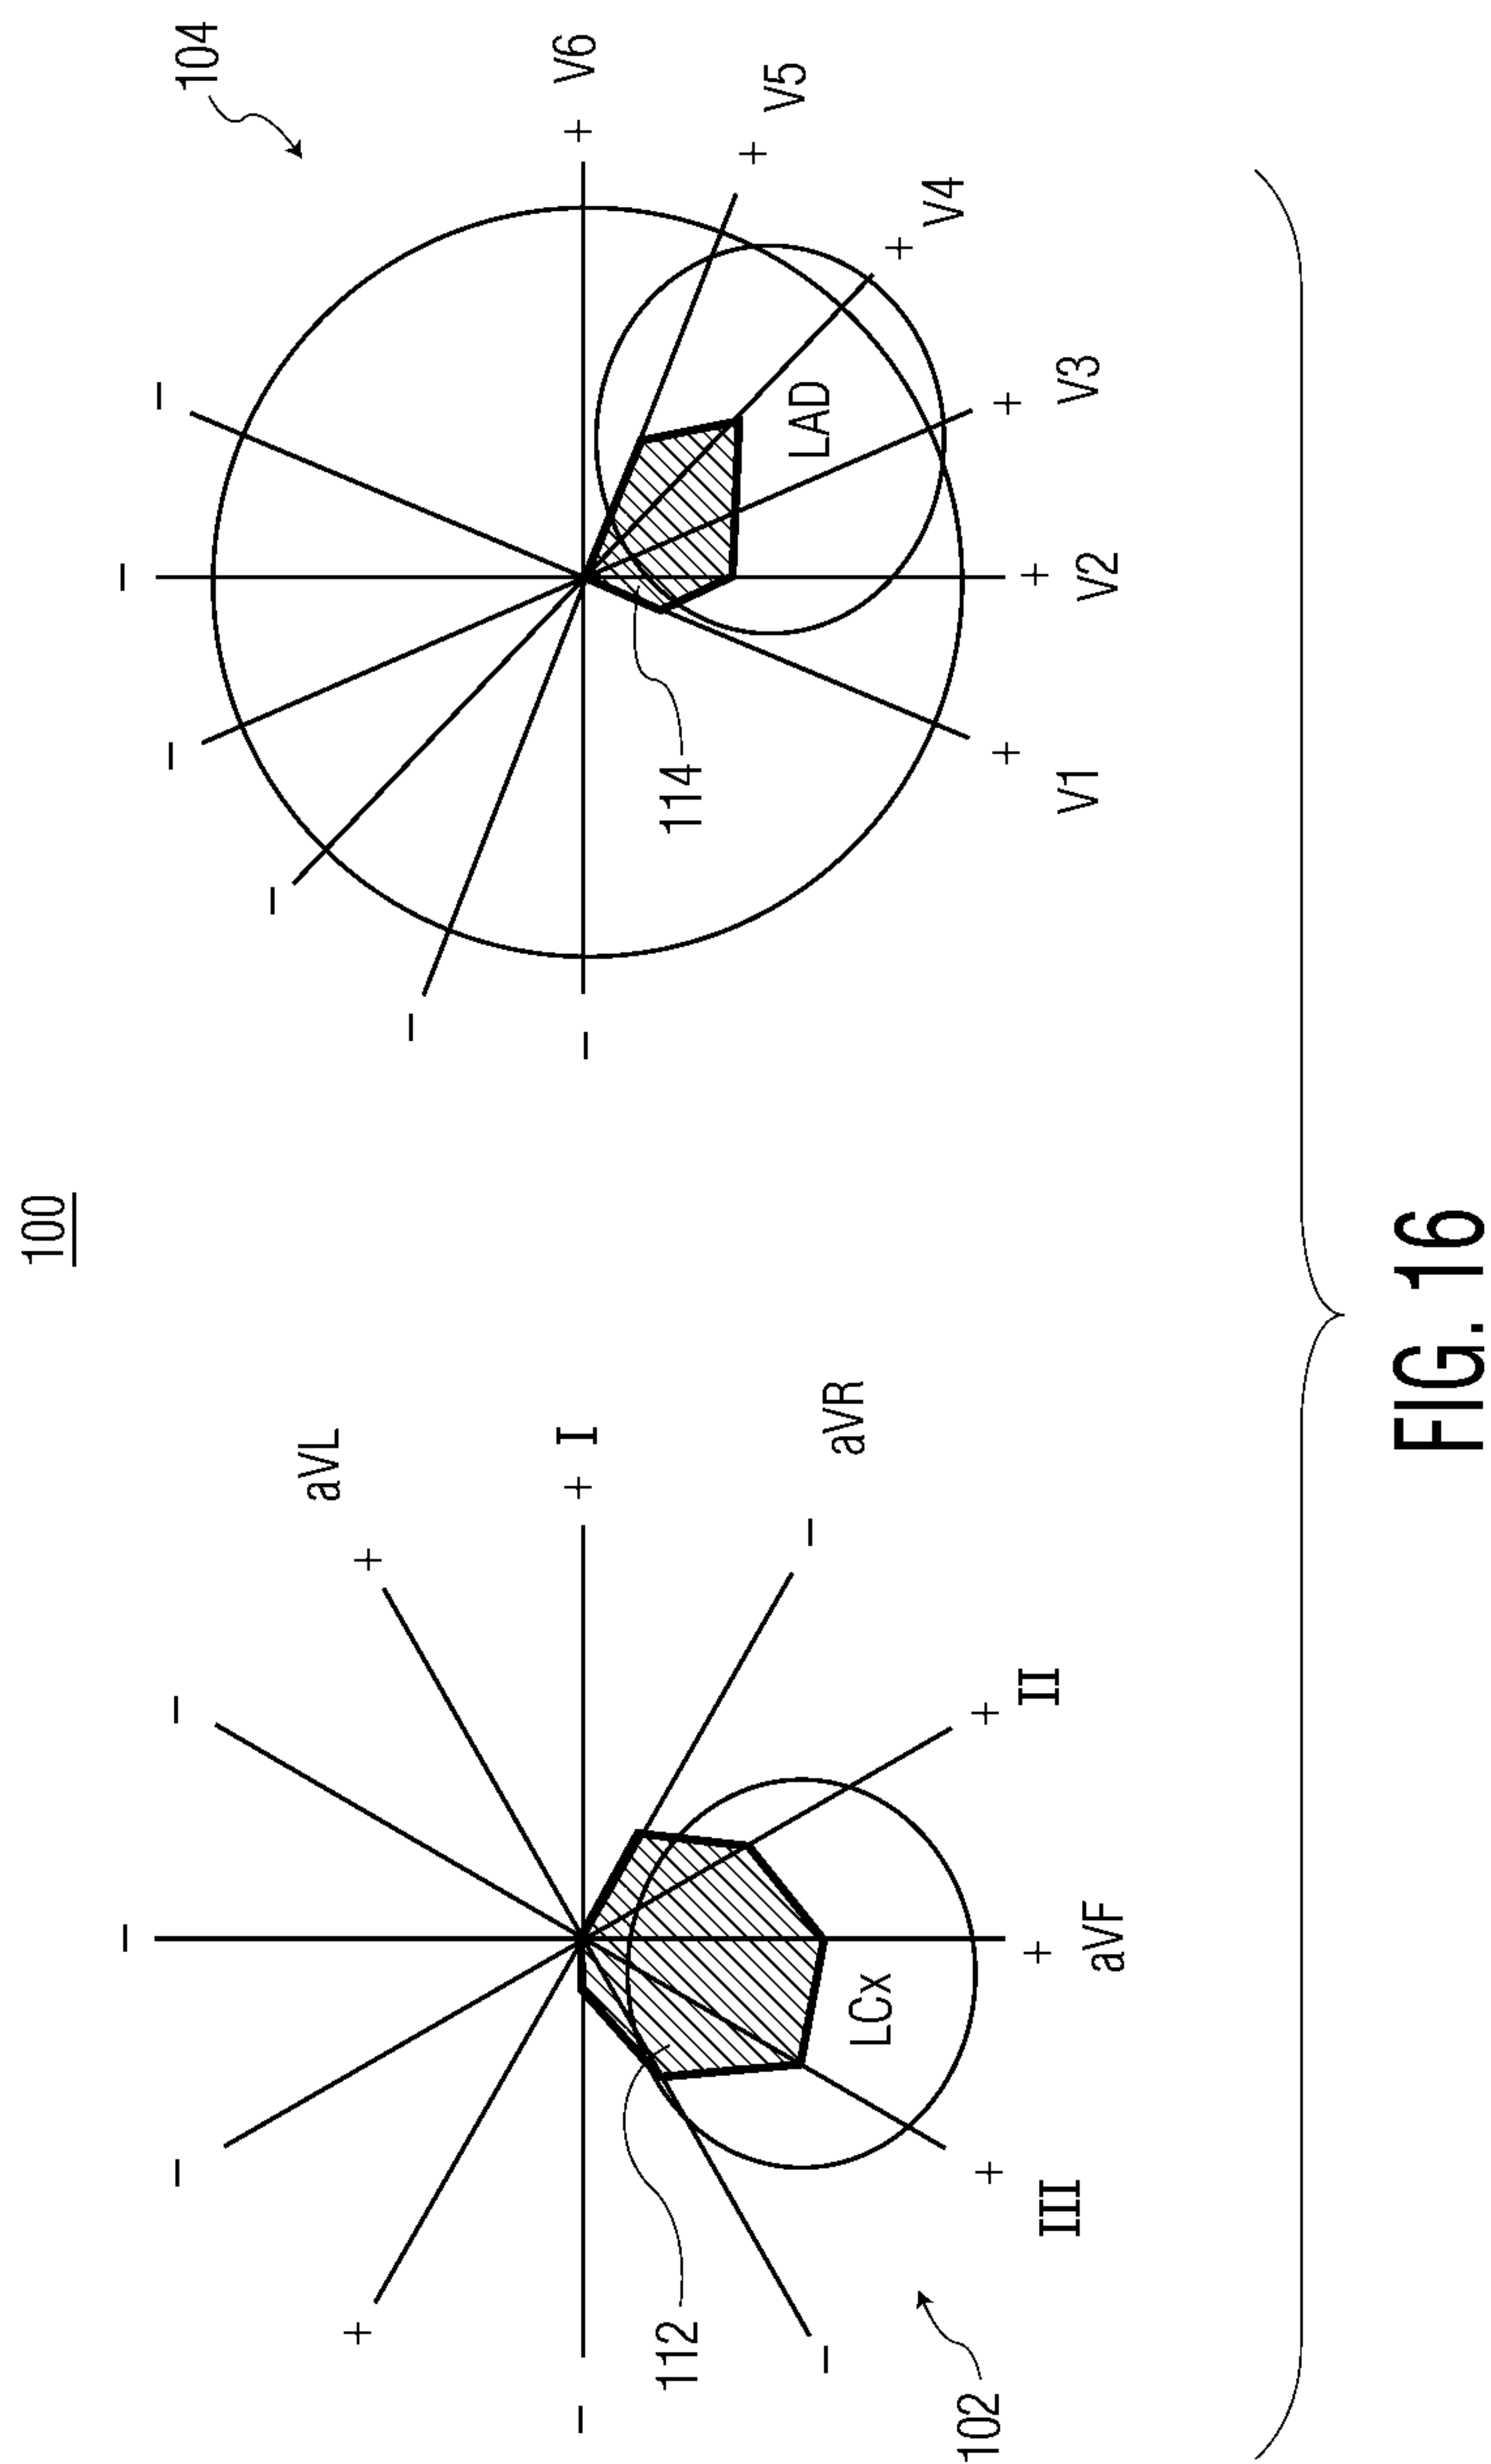 100
104
aVL
+
−
−
−
+
−
+ I
aVR
−
II
+
aVF
+
III
+
−
LCx
112
102
−
−
−
−
−
−
+ V6
+ V5
+ V4
+
V3
+
V2
+
V1
LAD
114
FIG. 16